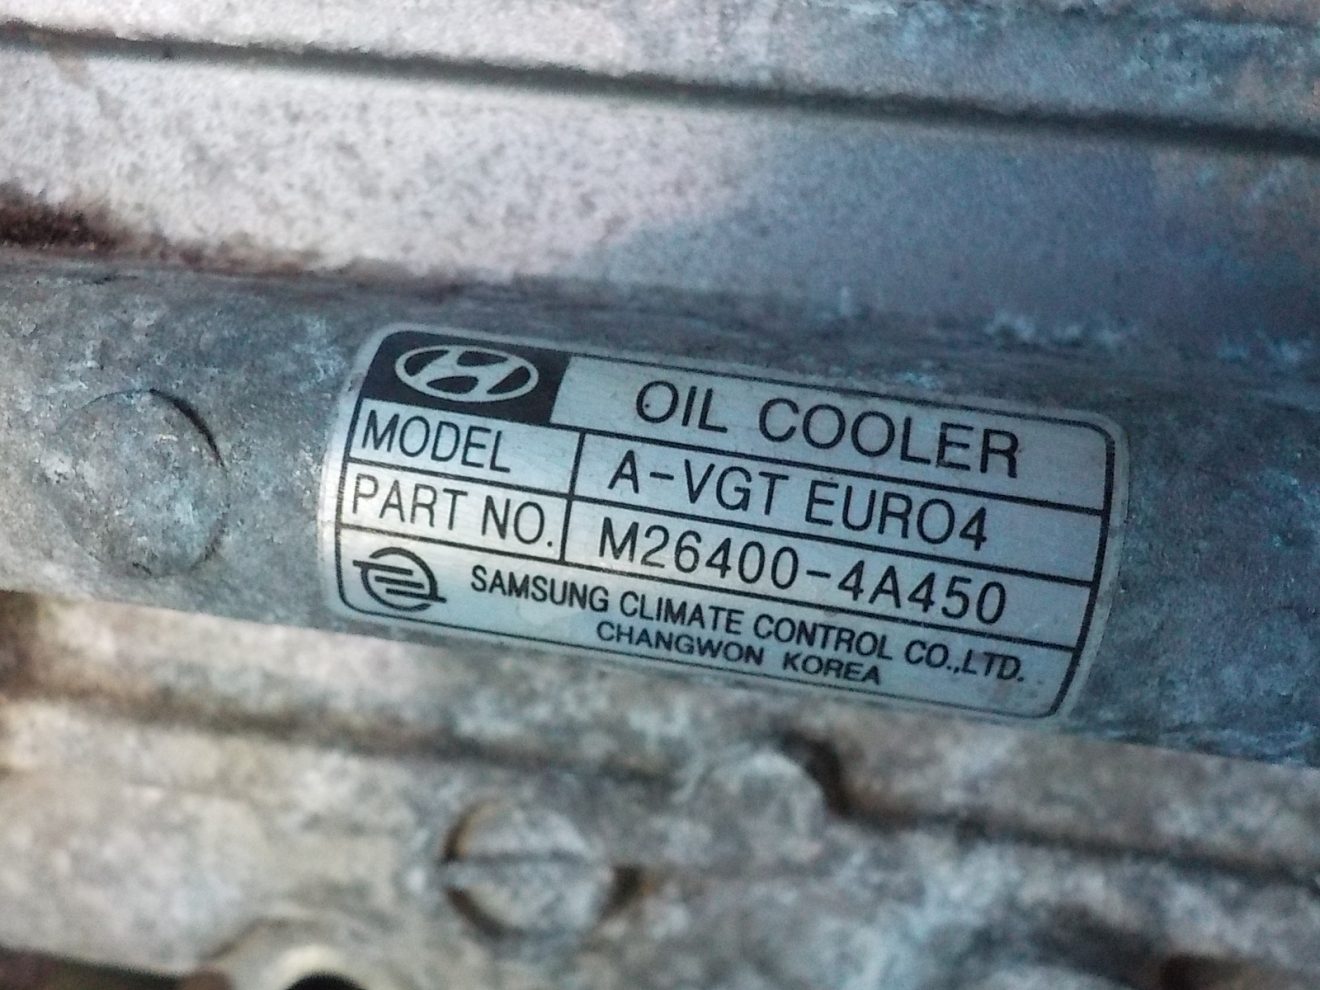 OIL COOLER
MODEL A-VGT EURO4
PART NO. M26400-4A450
SAMSUNG CLIMATE CONTROL CO.,LTD.
CHANGWON KOREA